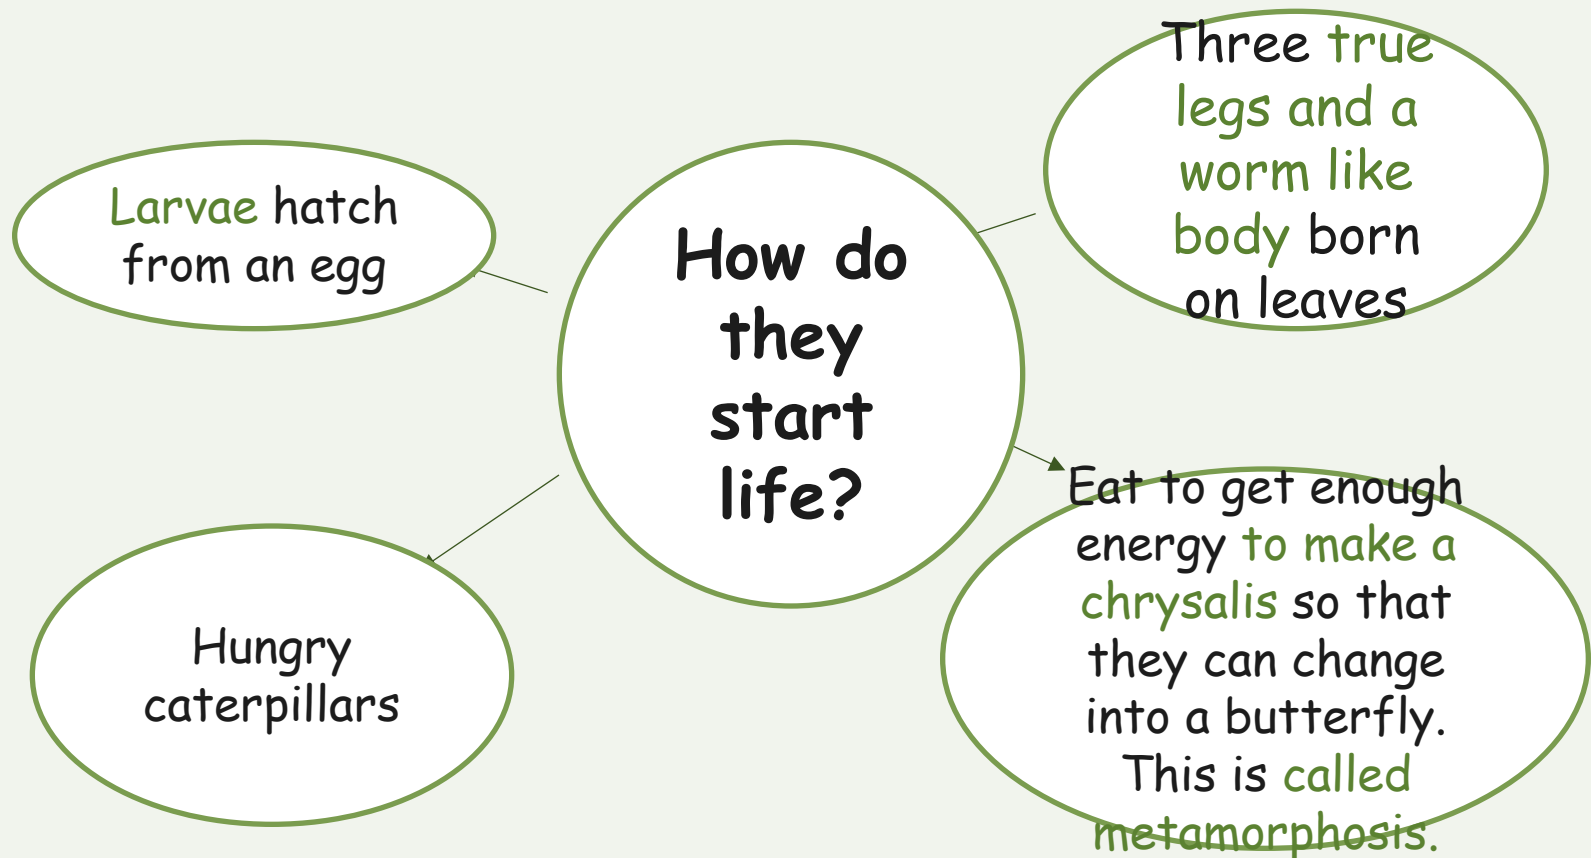 Three true
legs and a
worm like
body born
on leaves
Larvae hatch
from an egg
How do
they
start
life?
Eat to get enough
energy to make a
chrysalis so that
they can change
into a butterfly.
This is called
metamorphosis.
Hungry
caterpillars